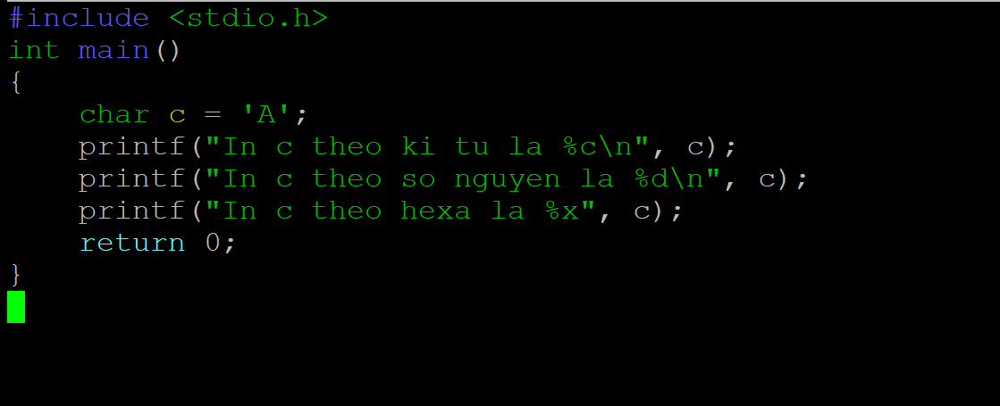 #include <stdio.h>
int main()
{
    char c = 'A';
    printf("In c theo ki tu la %c\n", c);
    printf("In c theo so nguyen la %d\n", c);
    printf("In c theo hexa la %x", c);
    return 0;
}